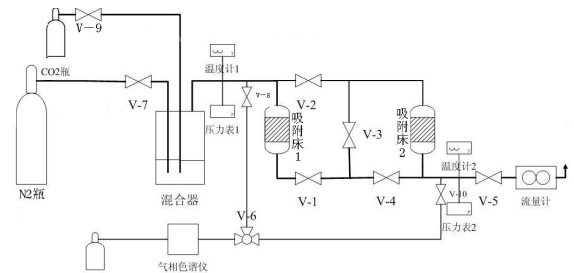 V-9
CO2瓶
温度计1
V-7
V-8
V-2
吸附床1
V-3
吸附床2
压力表1
温度计2
N2瓶
混合器
V-1
V-4
V-10
V-5
流量计
V-6
压力表2
气相色谱仪